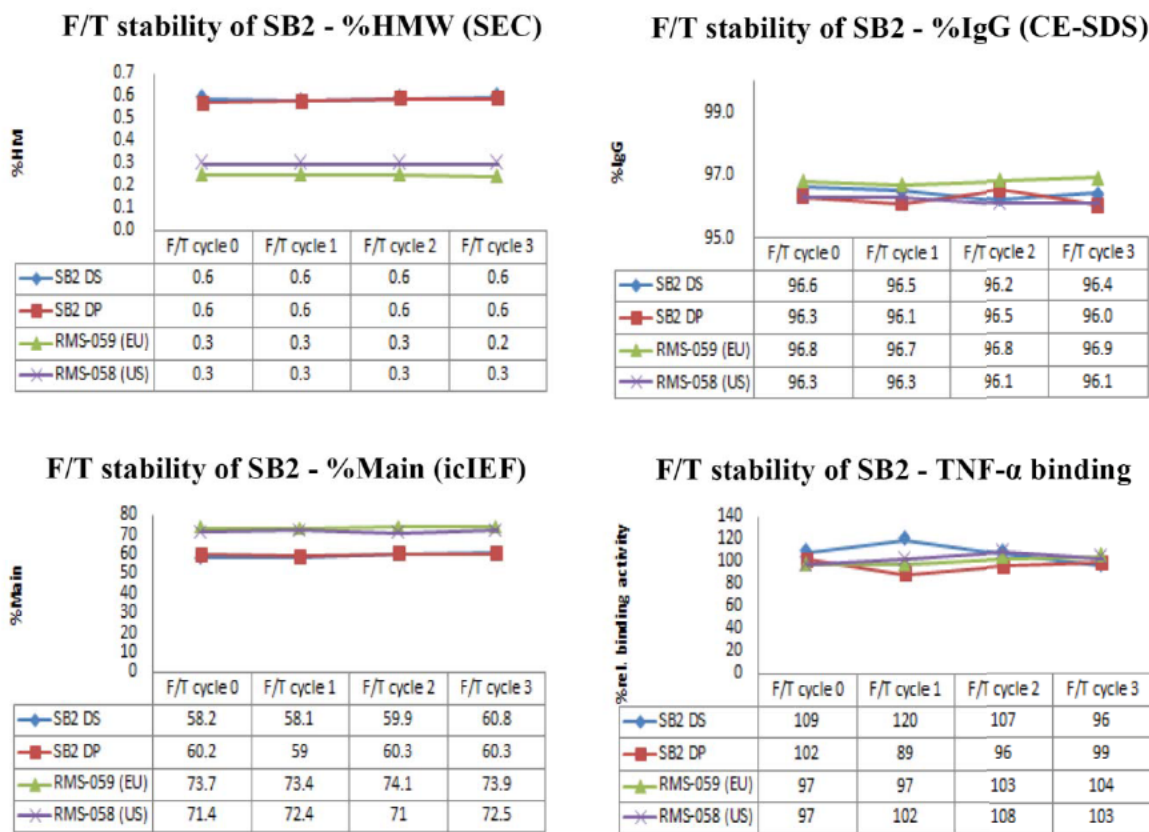 F/T stability of SB2 - %HMW (SEC)
%HM
0.7
0.6
0.5
0.4
0.3
0.2
0.1
0.0
F/T cycle 0 F/T cycle 1 F/T cycle 2 F/T cycle 3
SB2 DS 0.6 0.6 0.6 0.6
SB2 DP 0.6 0.6 0.6 0.6
RMS-059 (EU) 0.3 0.3 0.3 0.2
RMS-058 (US) 0.3 0.3 0.3 0.3
F/T stability of SB2 - %IgG (CE-SDS)
%IgG
99.0
97.0
95.0
F/T cycle 0 F/T cycle 1 F/T cycle 2 F/T cycle 3
SB2 DS 96.6 96.5 96.2 96.4
SB2 DP 96.3 96.1 96.5 96.0
RMS-059 (EU) 96.8 96.7 96.8 96.9
RMS-058 (US) 96.3 96.3 96.1 96.1
F/T stability of SB2 - %Main (icIEF)
%Main
80
70
60
50
40
30
20
10
0
F/T cycle 0 F/T cycle 1 F/T cycle 2 F/T cycle 3
SB2 DS 58.2 58.1 59.9 60.8
SB2 DP 60.2 59 60.3 60.3
RMS-059 (EU) 73.7 73.4 74.1 73.9
RMS-058 (US) 71.4 72.4 71 72.5
F/T stability of SB2 - TNF-α binding
%rel. binding activity
140
120
100
80
60
40
20
0
F/T cycle 0 F/T cycle 1 F/T cycle 2 F/T cycle 3
SB2 DS 109 120 107 96
SB2 DP 102 89 96 99
RMS-059 (EU) 97 97 103 104
RMS-058 (US) 97 102 108 103